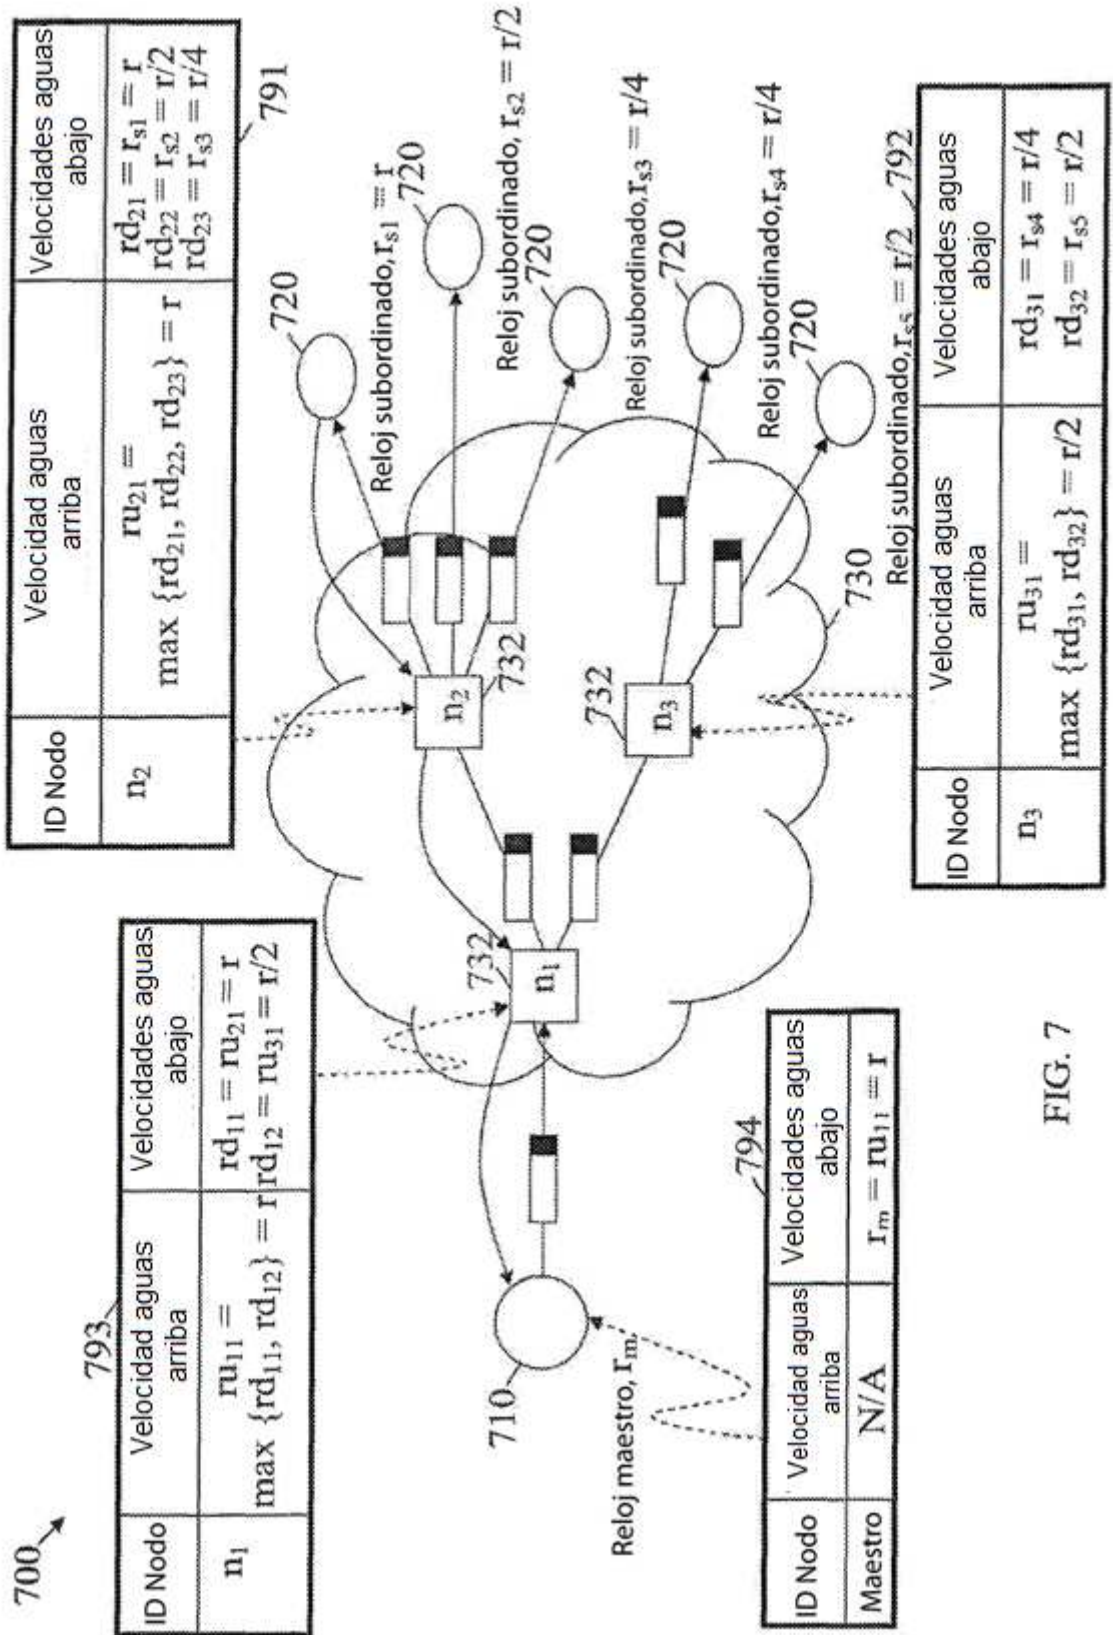 700
793
ID Nodo
Velocidad aguas
arriba
Velocidades aguas
abajo
n1
ru11 =
max {rd11, rd12} = r
rd11 = ru21 = r
rd12 = ru31 = r/2
ID Nodo
Velocidad aguas
arriba
Velocidades aguas
abajo
n2
ru21 =
max {rd21, rd22, rd23} = r
rd21 = rs1 = r
rd22 = rs2 = r/2
rd23 = rs3 = r/4
791
720
Reloj subordinado, rs1 = r
720
Reloj subordinado, rs2 = r/2
720
Reloj subordinado, rs3 = r/4
720
Reloj subordinado, rs4 = r/4
720
Reloj subordinado, rs5 = r/2
732
n2
732
n1
732
n3
730
710
Reloj maestro, rm
794
ID Nodo
Velocidad aguas
arriba
Velocidades aguas
abajo
Maestro
N/A
rm = ru11 = r
792
ID Nodo
Velocidad aguas
arriba
Velocidades aguas
abajo
n3
ru31 =
max {rd31, rd32} = r/2
rd31 = rs4 = r/4
rd32 = rs5 = r/2
FIG. 7